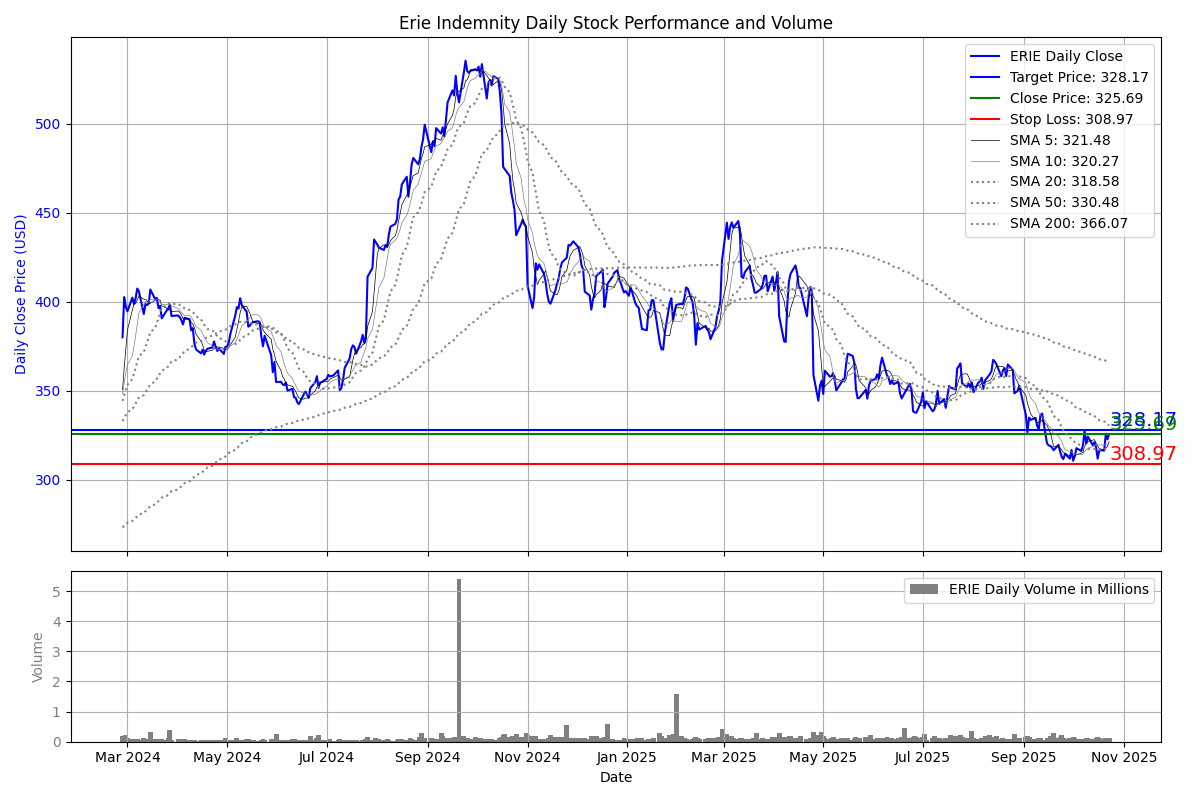 Erie Indemnity Daily Stock Performance and Volume
Daily Close Price (USD)
500
450
400
350
300
ERIE Daily Close
Target Price: 328.17
Close Price: 325.69
Stop Loss: 308.97
SMA 5: 321.48
SMA 10: 320.27
SMA 20: 318.58
SMA 50: 330.48
SMA 200: 366.07
328.17
325.69
308.97
Volume
5
4
3
2
1
0
ERIE Daily Volume in Millions
Mar 2024 May 2024 Jul 2024 Sep 2024 Nov 2024 Jan 2025 Mar 2025 May 2025 Jul 2025 Sep 2025 Nov 2025
Date